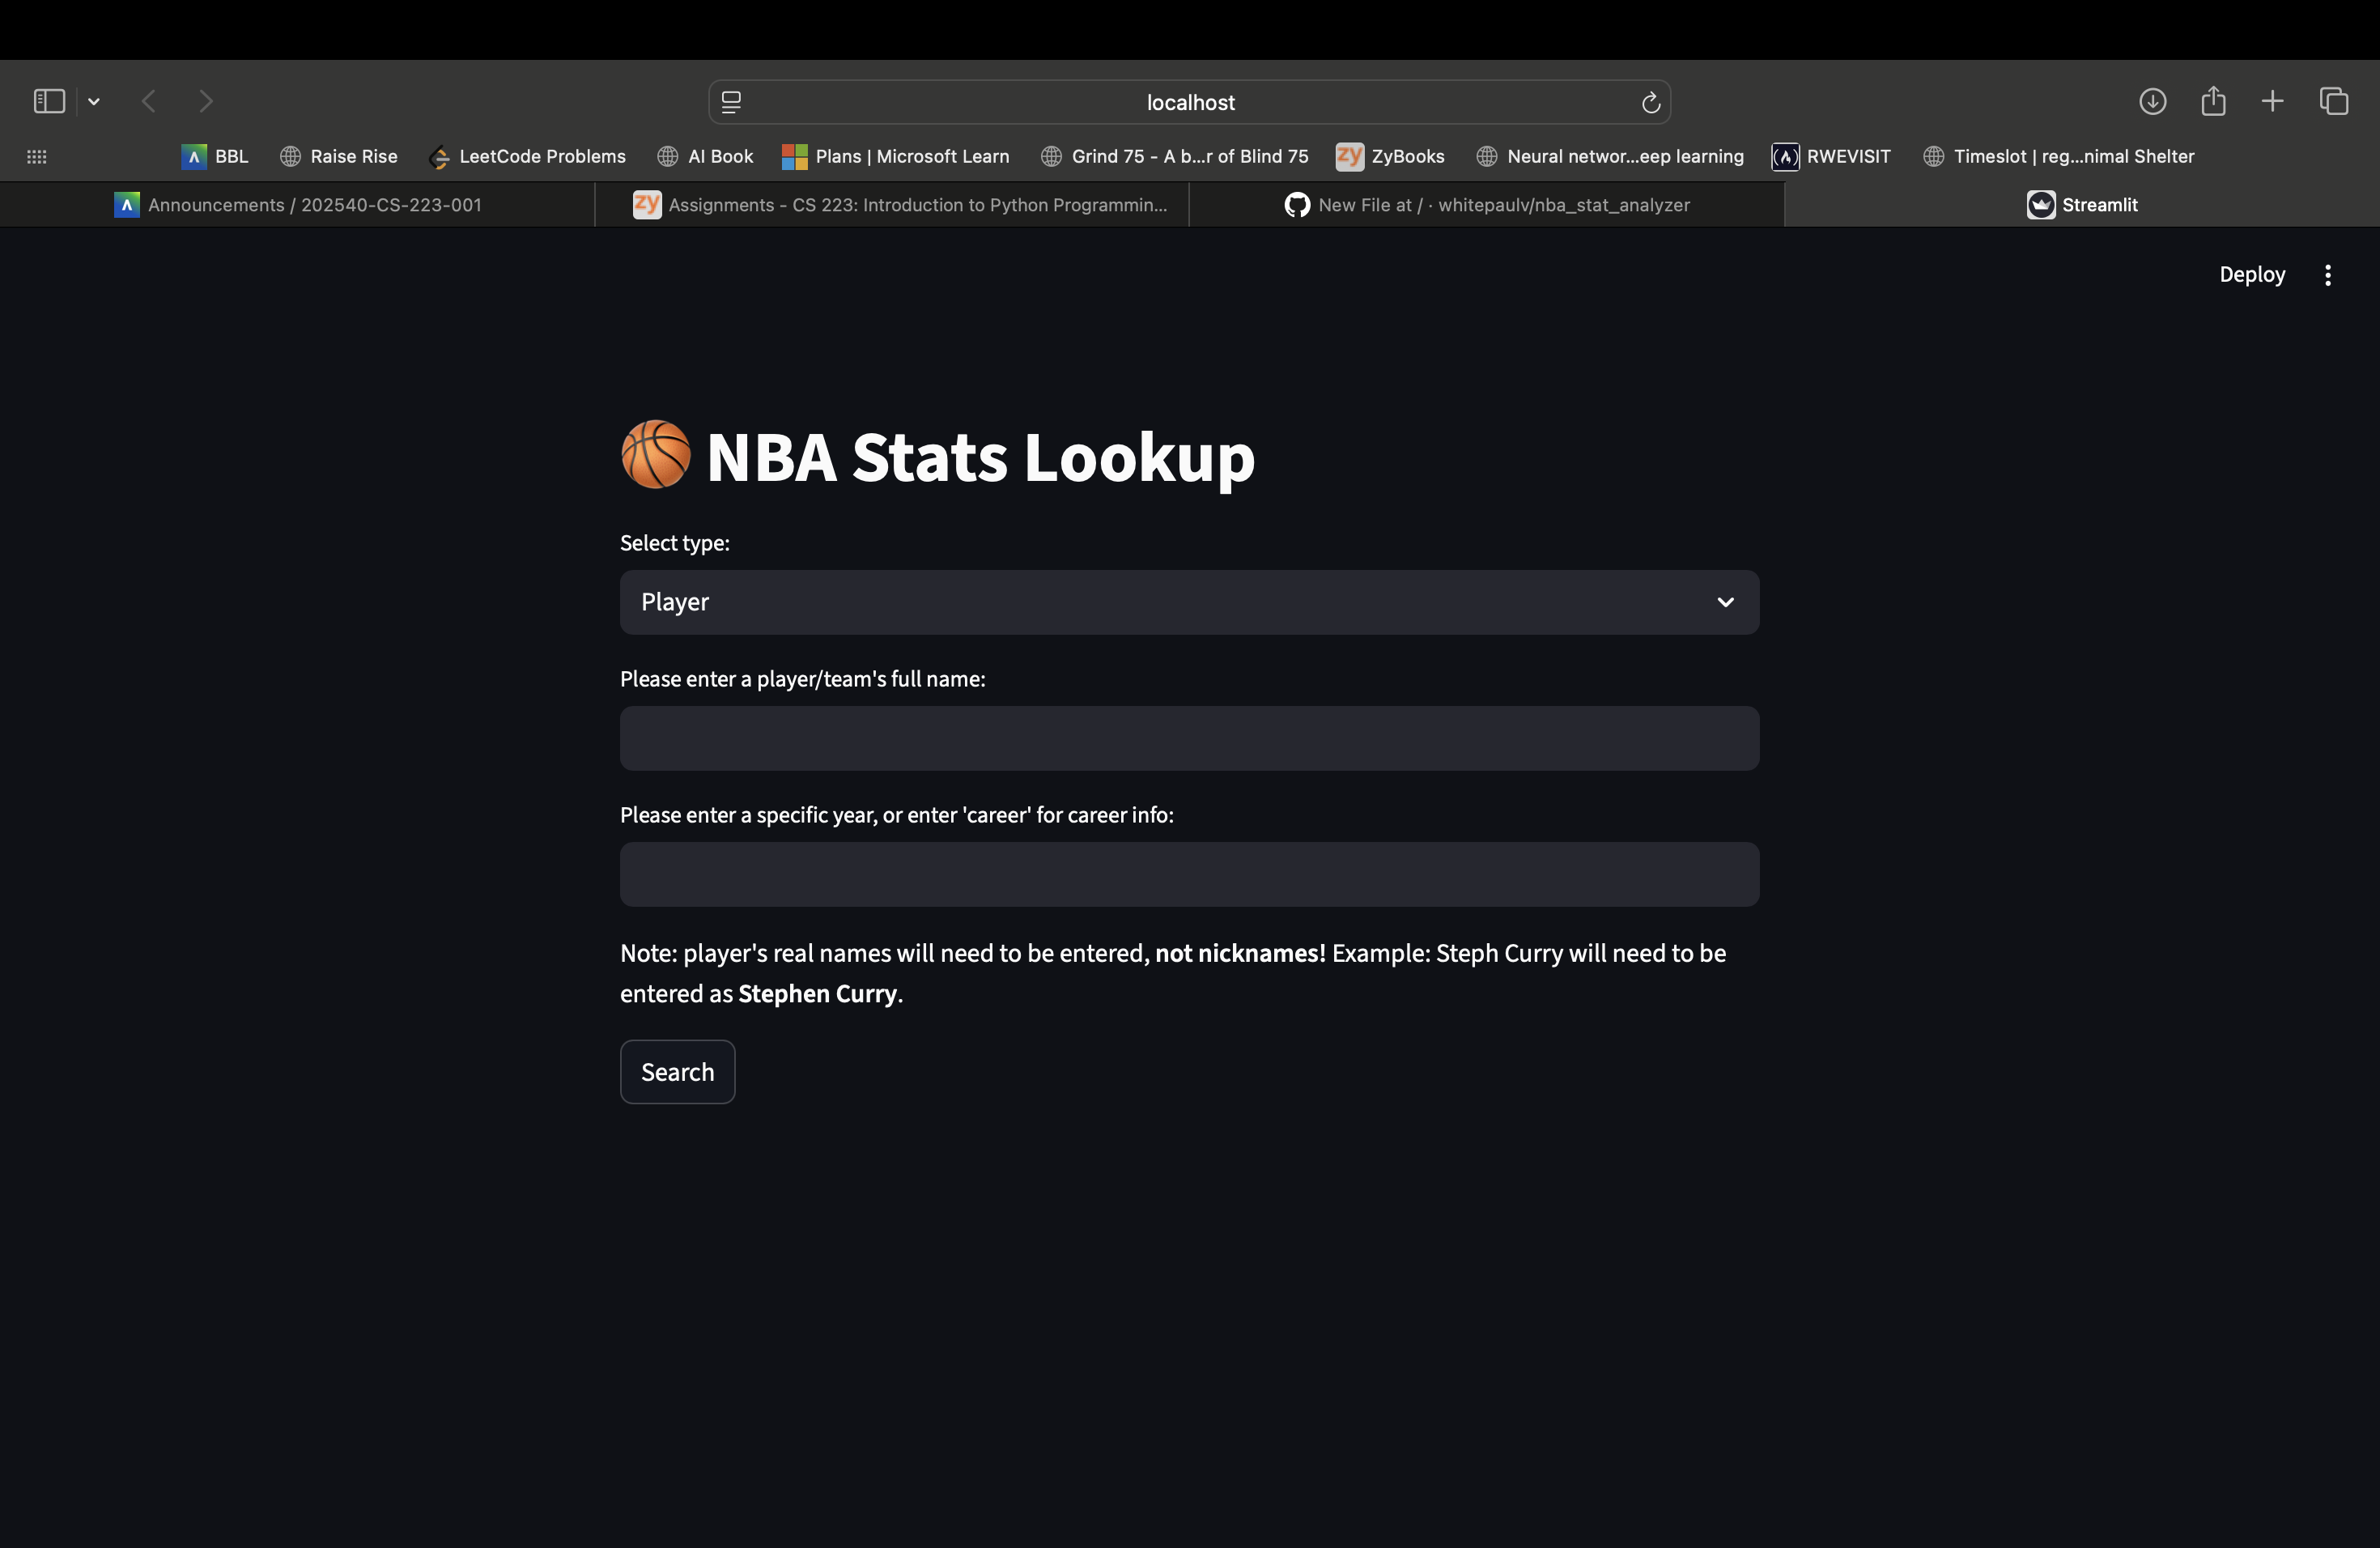 localhost
BBL
Raise Rise
LeetCode Problems
AI Book
Plans | Microsoft Learn
Grind 75 - A b...r of Blind 75
zy ZyBooks
Neural networ...eep learning
RWEVISIT
Timeslot | reg...nimal Shelter
Announcements / 202540-CS-223-001
zy Assignments - CS 223: Introduction to Python Programmin...
New File at / · whitepaulv/nba_stat_analyzer
Streamlit
Deploy
NBA Stats Lookup
Select type:
Player
Please enter a player/team's full name:
Please enter a specific year, or enter 'career' for career info:
Note: player's real names will need to be entered, not nicknames! Example: Steph Curry will need to be
entered as Stephen Curry.
Search